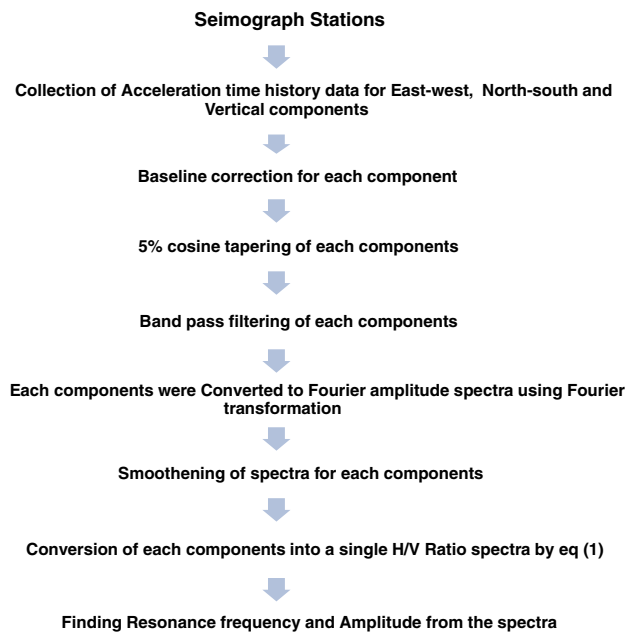 Seimograph Stations
Collection of Acceleration time history data for East-west, North-south and
Vertical components
Baseline correction for each component
5% cosine tapering of each components
Band pass filtering of each components
Each components were Converted to Fourier amplitude spectra using Fourier
transformation
Smoothening of spectra for each components
Conversion of each components into a single H/V Ratio spectra by eq (1)
Finding Resonance frequency and Amplitude from the spectra